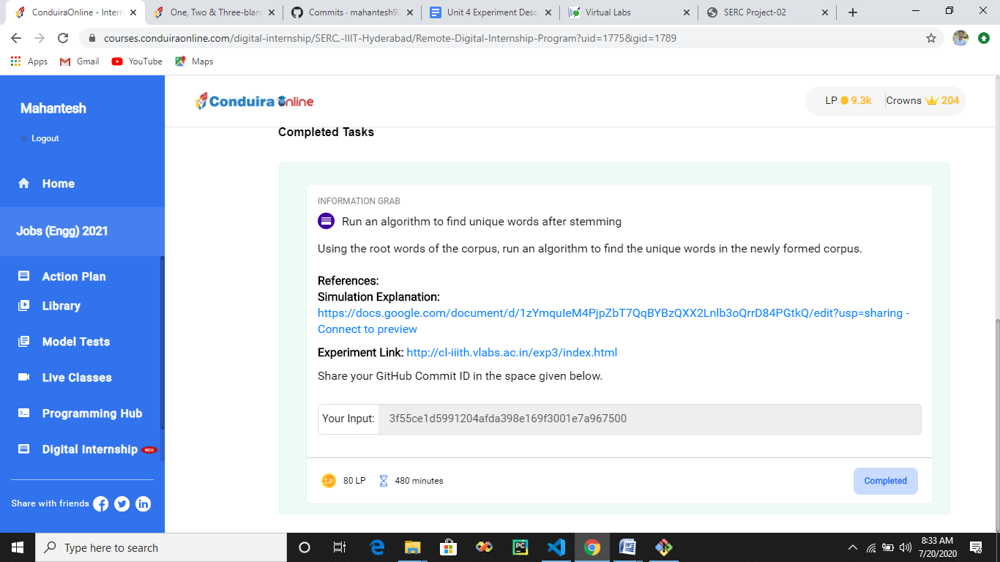 ConduiraOnline - Intern
One, Two & Three-blan
Commits · mahantesh92
Unit 4 Experiment Desc
Virtual Labs
SERC Project-02
courses.conduiraonline.com/digital-internship/SERC,-IIIT-Hyderabad/Remote-Digital-Internship-Program?uid=1775&gid=1789
Apps Gmail YouTube Maps
Mahantesh
Logout
Home
Jobs (Engg) 2021
Action Plan
Library
Model Tests
Live Classes
Programming Hub
Digital Internship NEW
Share with friends
Conduira Online
LP 9.3k Crowns 204
Completed Tasks
INFORMATION GRAB
Run an algorithm to find unique words after stemming
Using the root words of the corpus, run an algorithm to find the unique words in the newly formed corpus.
References:
Simulation Explanation:
https://docs.google.com/document/d/1zYmquIeM4PjpZbT7QqBYBzQXX2Lnlb3oQrrD84PGtkQ/edit?usp=sharing -
Connect to preview
Experiment Link: http://cl-iiith.vlabs.ac.in/exp3/index.html
Share your GitHub Commit ID in the space given below.
Your Input: 3f55ce1d5991204afda398e169f3001e7a967500
LP 80 LP 480 minutes
Completed
Type here to search
8:33 AM
7/20/2020